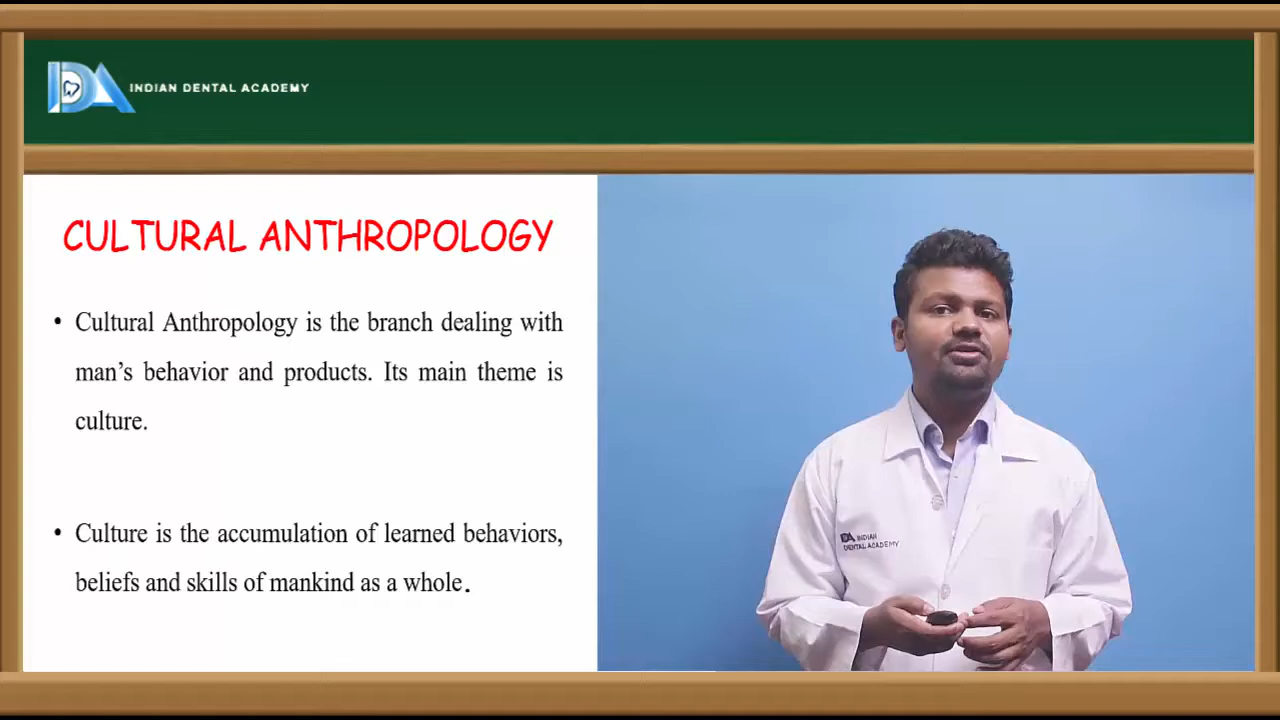 IDA INDIAN DENTAL ACADEMY
CULTURAL ANTHROPOLOGY
• Cultural Anthropology is the branch dealing with
man’s behavior and products. Its main theme is
culture.
• Culture is the accumulation of learned behaviors,
beliefs and skills of mankind as a whole.
IDA INDIAN
DENTAL ACADEMY